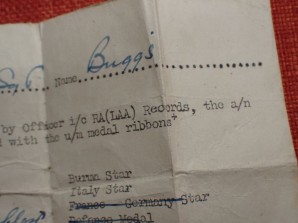 Name Buggs
by Officer i/c RA(LAA) Records, the a/n
with the u/m medal ribbons+
Burma Star
Italy Star
France - Germany Star
Defence Medal